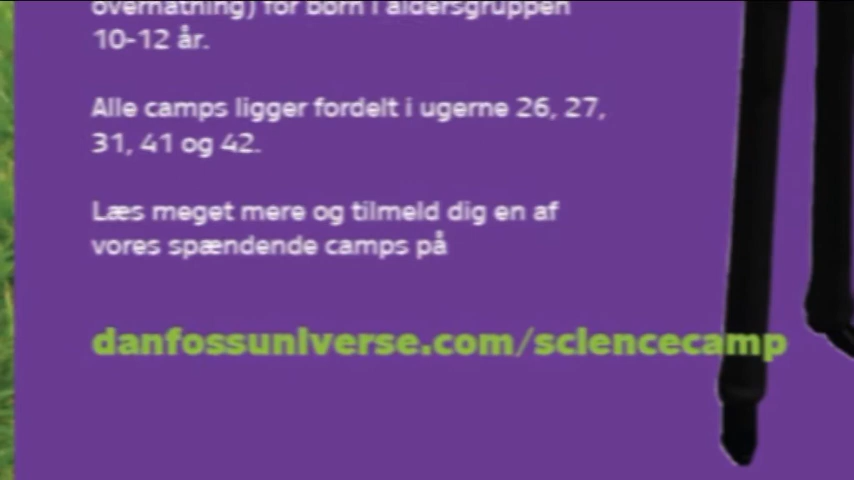 overnatning) for børn i aldersgruppen
10-12 år.
Alle camps ligger fordelt i ugerne 26, 27,
31, 41 og 42.
Læs meget mere og tilmeld dig en af
vores spændende camps på
danfossuniverse.com/sciencecamp